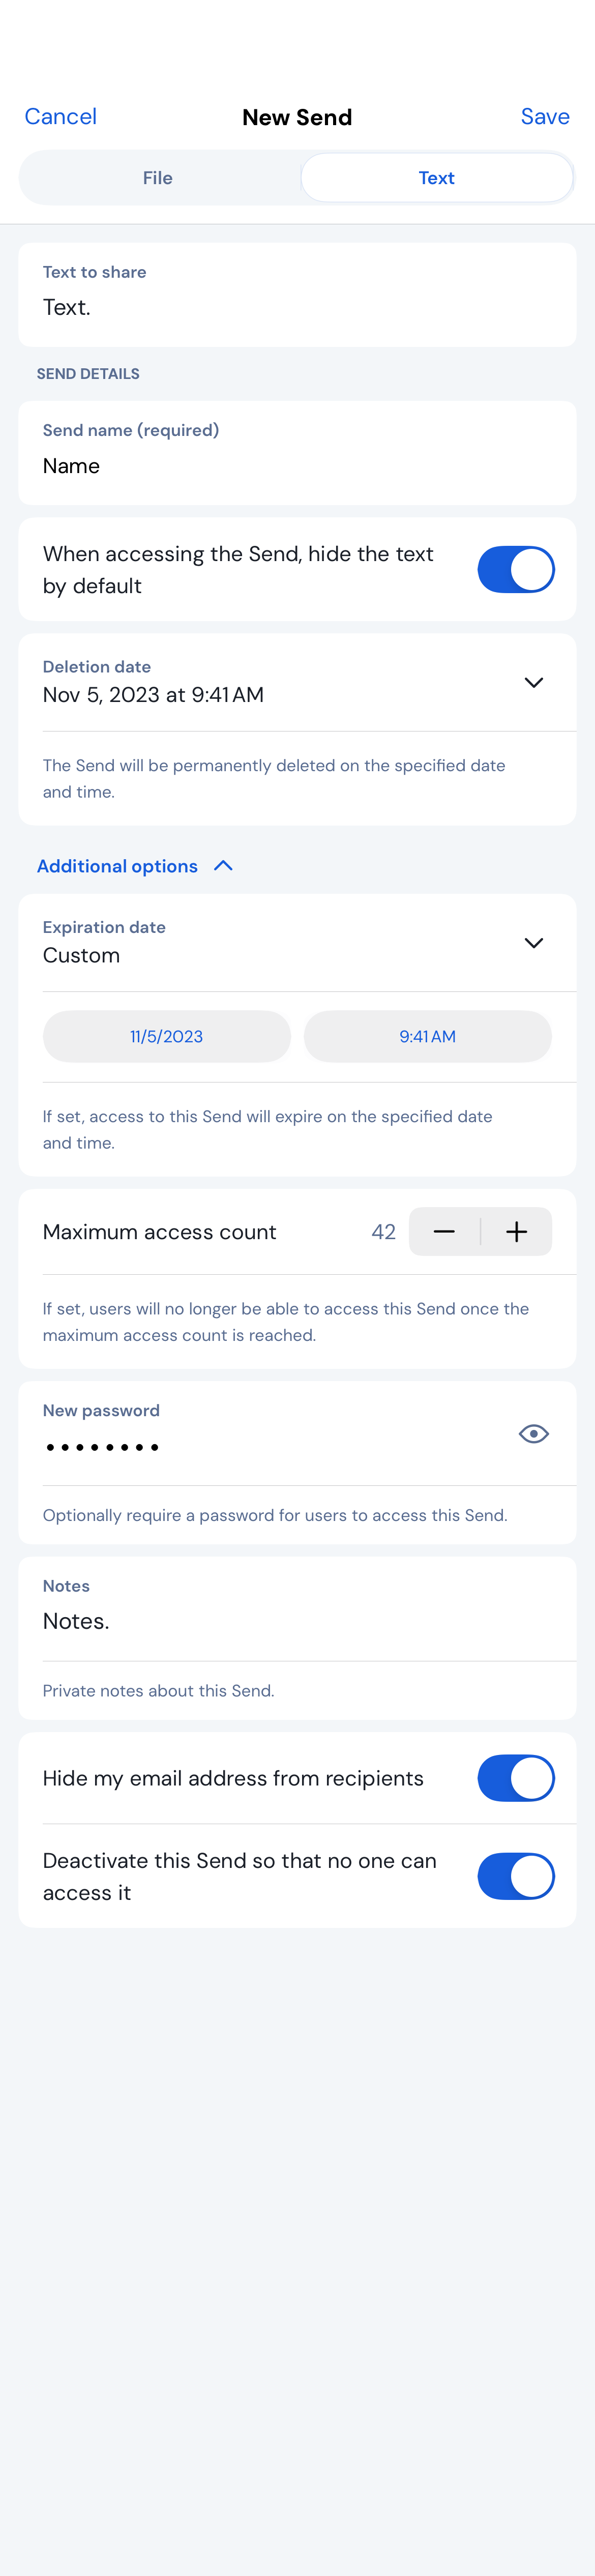 Cancel
New Send
Save
File
Text
Text to share
Text.
SEND DETAILS
Send name (required)
Name
When accessing the Send, hide the text
by default
Deletion date
Nov 5, 2023 at 9:41 AM
The Send will be permanently deleted on the specified date
and time.
Additional options
Expiration date
Custom
11/5/2023
9:41 AM
If set, access to this Send will expire on the specified date
and time.
Maximum access count
42
If set, users will no longer be able to access this Send once the
maximum access count is reached.
New password
••••••••
Optionally require a password for users to access this Send.
Notes
Notes.
Private notes about this Send.
Hide my email address from recipients
Deactivate this Send so that no one can
access it